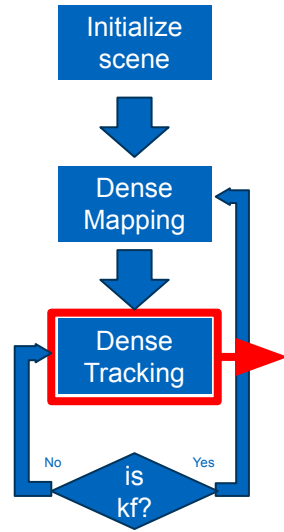 Initialize
scene
Dense
Mapping
Dense
Tracking
No
Yes
is
kf?